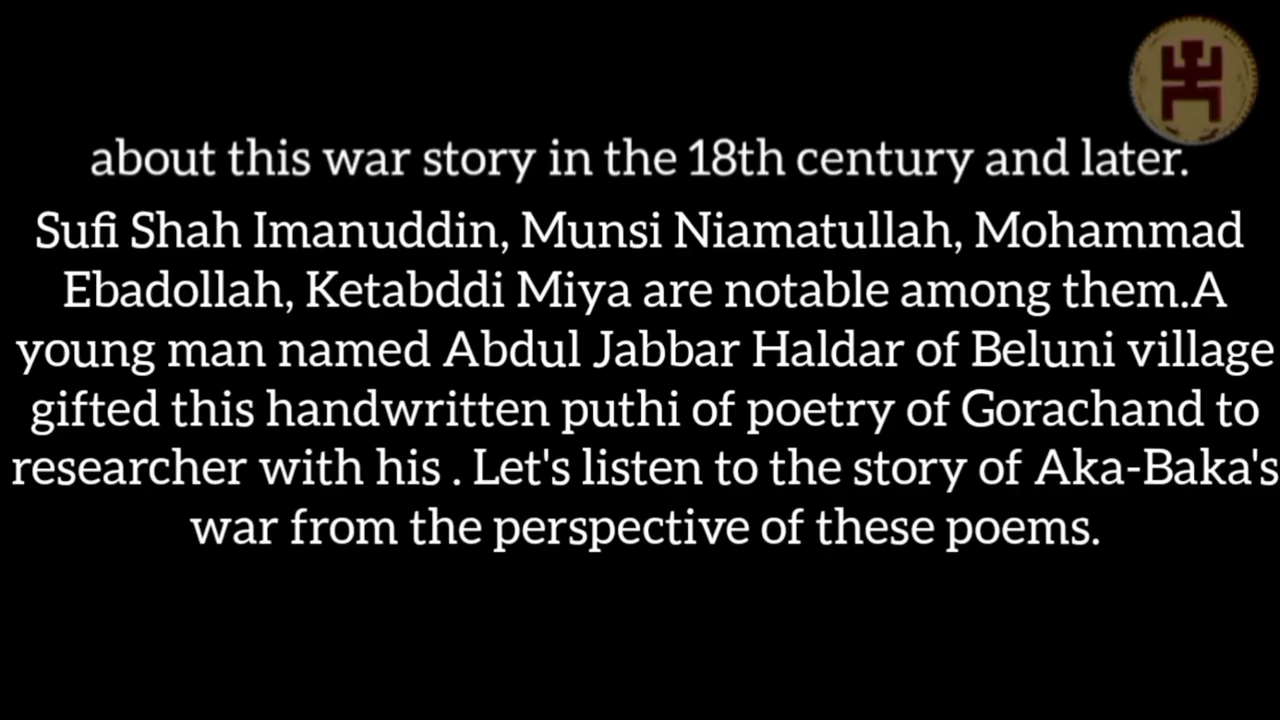 about this war story in the 18th century and later.
Sufi Shah Imanuddin, Munsi Niamatullah, Mohammad
Ebadollah, Ketabddi Miya are notable among them.A
young man named Abdul Jabbar Haldar of Beluni village
gifted this handwritten puthi of poetry of Gorachand to
researcher with his . Let's listen to the story of Aka-Baka's
war from the perspective of these poems.